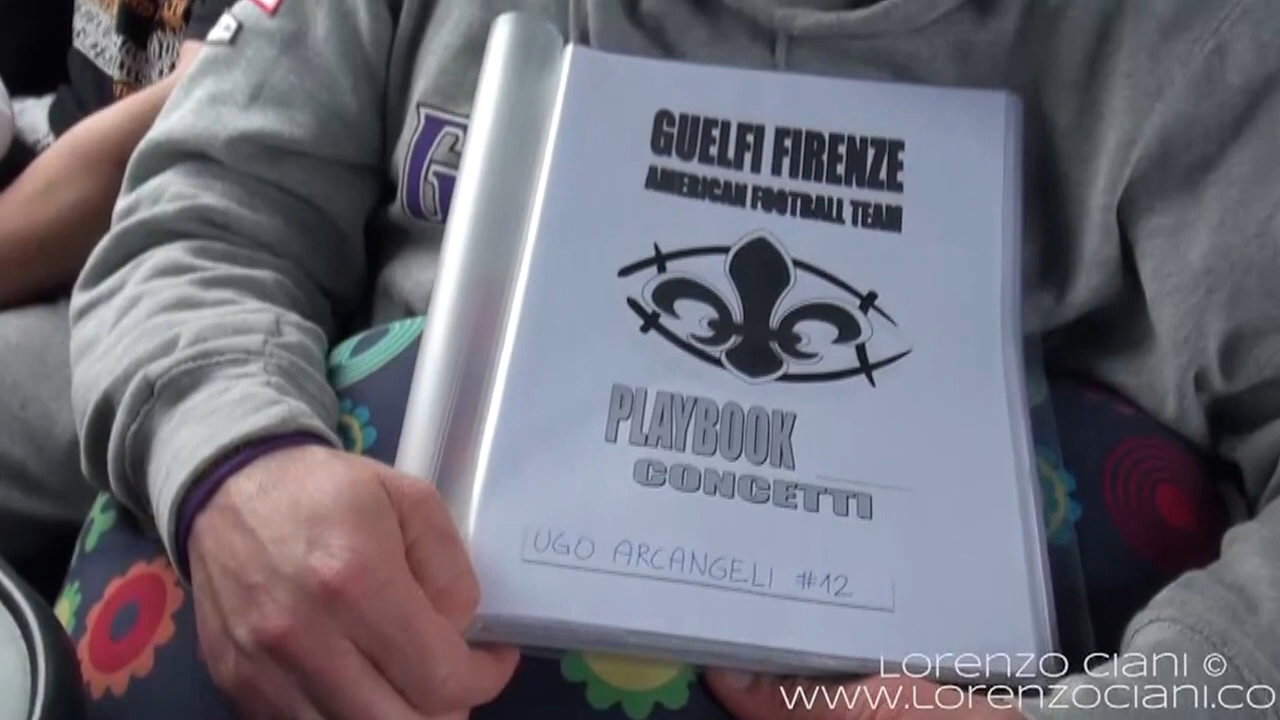 G
GUELFI FIRENZE
AMERICAN FOOTBALL TEAM
PLAYBOOK
CONCETTI
UGO ARCANGELI #12
Lorenzo Ciani ©
www.Lorenzociani.co